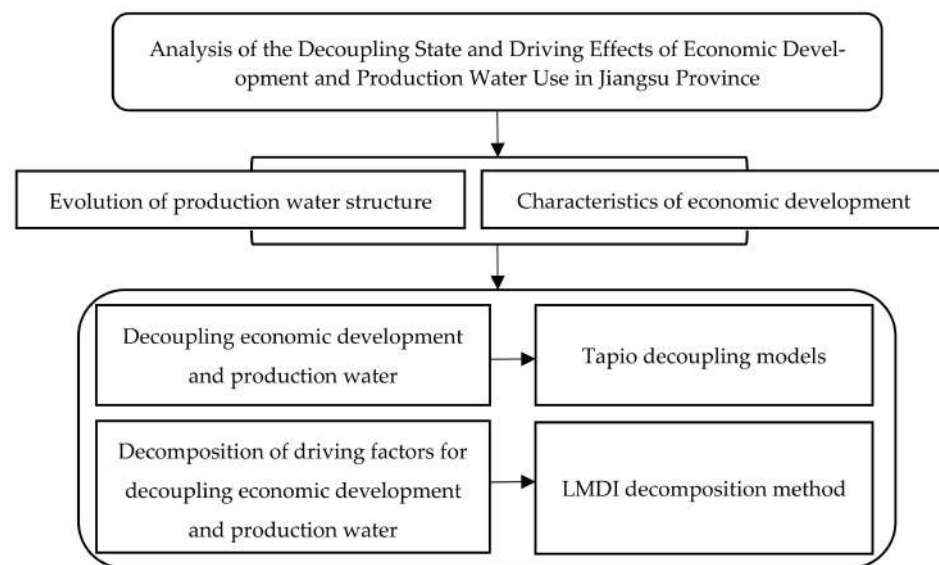 Analysis of the Decoupling State and Driving Effects of Economic Devel-
opment and Production Water Use in Jiangsu Province
Evolution of production water structure
Characteristics of economic development
Decoupling economic development
and production water
Tapio decoupling models
Decomposition of driving factors for
decoupling economic development
and production water
LMDI decomposition method